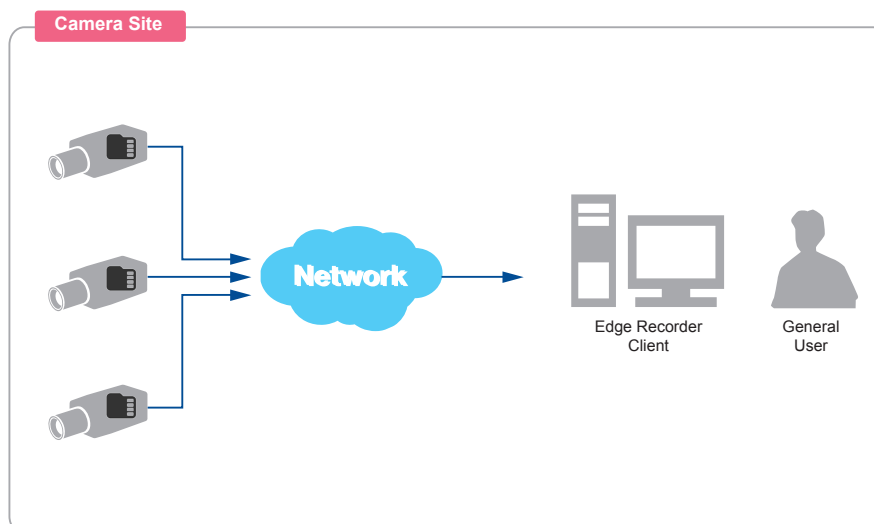 Camera Site
Network
Edge Recorder
Client
General
User